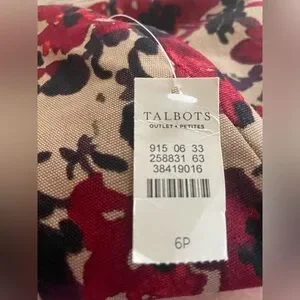 TALBOTS
OUTLET • PETITES
915 06 33
258831 63
38419016
6P